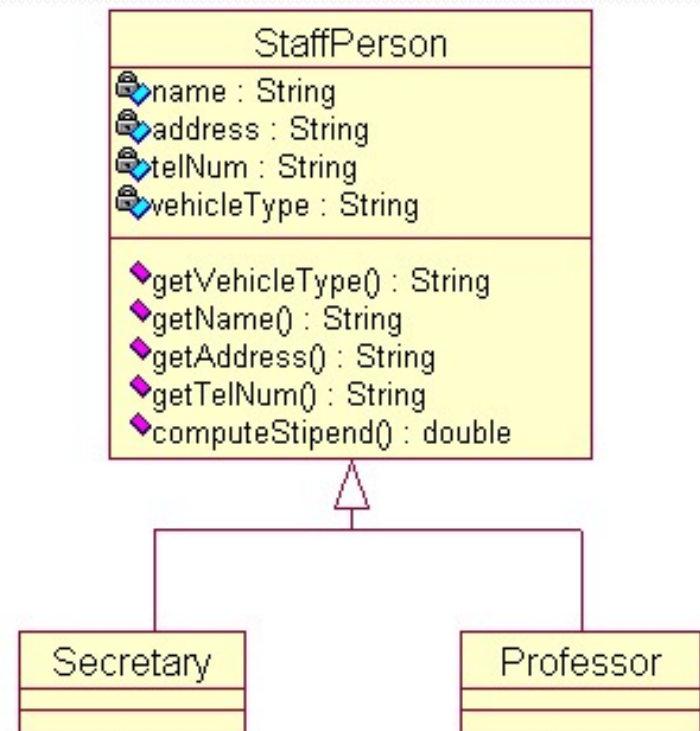 StaffPerson
name : String
address : String
telNum : String
vehicleType : String
getVehicleType() : String
getName() : String
getAddress() : String
getTelNum() : String
computeStipend() : double
Secretary
Professor